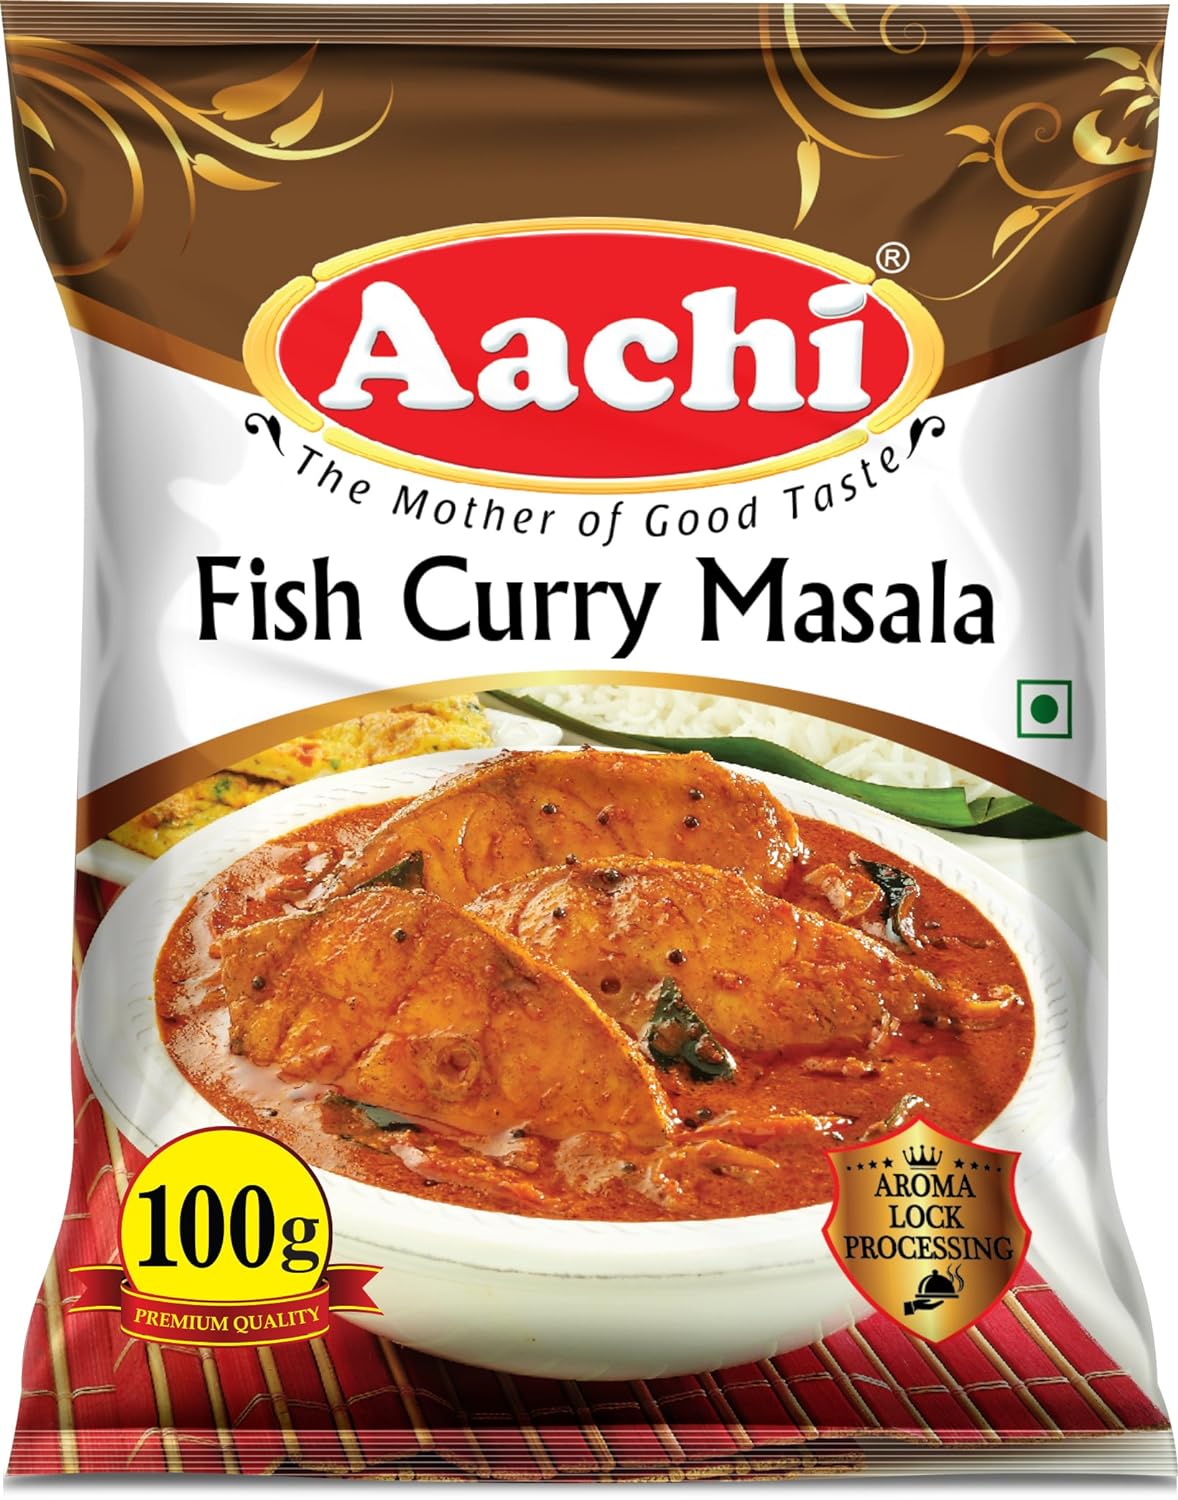 Aachi ®
The Mother of Good Taste
Fish Curry Masala
100g
PREMIUM QUALITY
AROMA
LOCK
PROCESSING